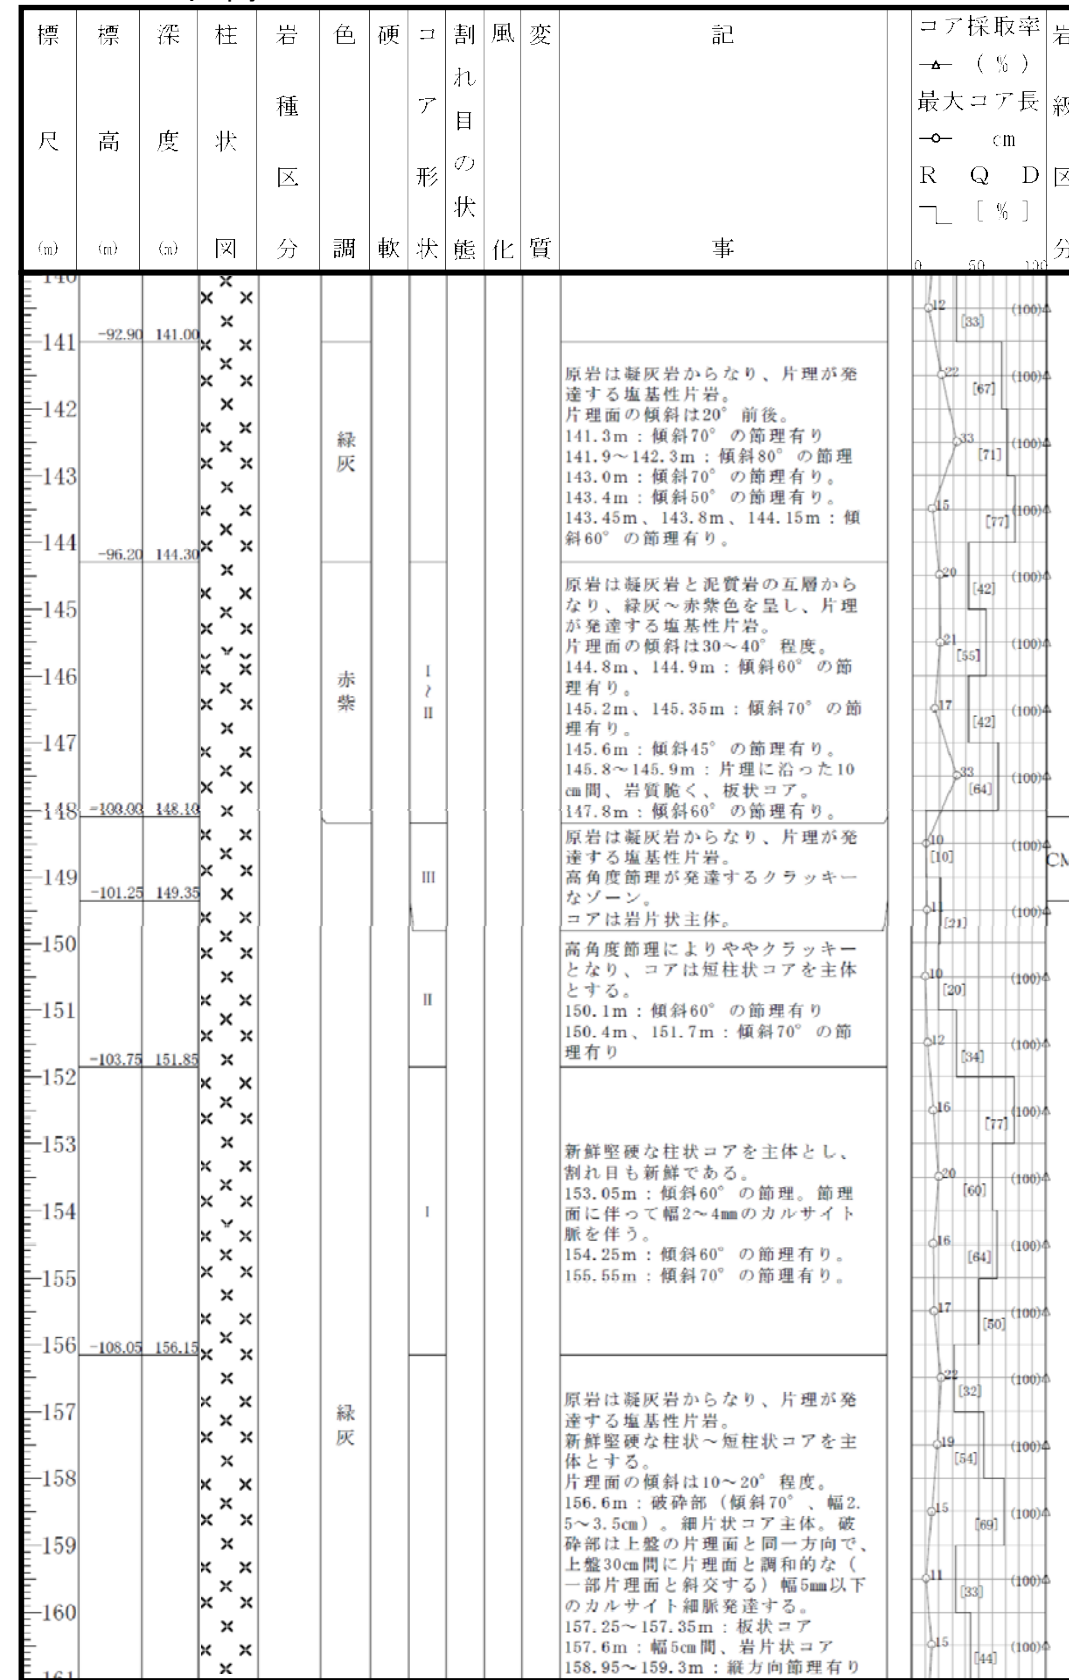 標尺(m)
標高(m)
深度(m)
柱状図
岩種区分
色調
硬軟
コア形状
割れ目の状態
風化
変質
記事
コア採取率
(%)
最大コア長
cm
RQD
[%]
0 50 100
岩級区分
141
-92.90 141.00
142
143
144
-96.20 144.30
145
146
147
148
148.10
149
-101.25 149.35
150
151
-103.75 151.85
152
153
154
155
156
-108.05 156.15
157
158
159
160
161
緑灰
赤紫
緑灰
I~II
III
II
I
原岩は凝灰岩からなり、片理が発
達する塩基性片岩。
片理面の傾斜は20°前後。
141.3m:傾斜70°の節理有り
141.9~142.3m:傾斜80°の節理
143.0m:傾斜70°の節理有り。
143.4m:傾斜50°の節理有り。
143.45m、143.8m、144.15m:傾
斜60°の節理有り。
原岩は凝灰岩と泥質岩の互層から
なり、緑灰~赤紫色を呈し、片理
が発達する塩基性片岩。
片理面の傾斜は30~40°程度。
144.8m、144.9m:傾斜60°の節
理有り。
145.2m、145.35m:傾斜70°の節
理有り。
145.6m:傾斜45°の節理有り。
145.8~145.9m:片理に沿った10
㎝間、岩質脆く、板状コア。
147.8m:傾斜60°の節理有り。
原岩は凝灰岩からなり、片理が発
達する塩基性片岩。
高角度節理が発達するクラッキー
なゾーン。
コアは岩片状主体。
高角度節理によりややクラッキー
となり、コアは短柱状コアを主体
とする。
150.1m:傾斜60°の節理有り
150.4m、151.7m:傾斜70°の節
理有り
新鮮堅硬な柱状コアを主体とし、
割れ目も新鮮である。
153.05m:傾斜60°の節理。節理
面に伴って幅2~4㎜のカルサイト
脈を伴う。
154.25m:傾斜60°の節理有り。
155.55m:傾斜70°の節理有り。
原岩は凝灰岩からなり、片理が発
達する塩基性片岩。
新鮮堅硬な柱状~短柱状コアを主
体とする。
片理面の傾斜は10~20°程度。
156.6m:破砕部(傾斜70°、幅2.
5~3.5㎝)。細片状コア主体。破
砕部は上盤の片理面と同一方向で、
上盤30㎝間に片理面と調和的な(
一部片理面と斜交する)幅5㎜以下
のカルサイト細脈発達する。
157.25~157.35m:板状コア
157.6m:幅5㎝間、岩片状コア
158.95~159.3m:縦方向節理有り
12 [33] (100)
22 [67] (100)
33 [71] (100)
15 [77] (100)
20 [42] (100)
21 [55] (100)
17 [42] (100)
33 [64] (100)
10 [10] (100)
CM
11 [21] (100)
10 [20] (100)
12 [34] (100)
16 [77] (100)
20 [60] (100)
16 [64] (100)
17 [50] (100)
22 [32] (100)
19 [54] (100)
15 [69] (100)
11 [33] (100)
15 [44] (100)